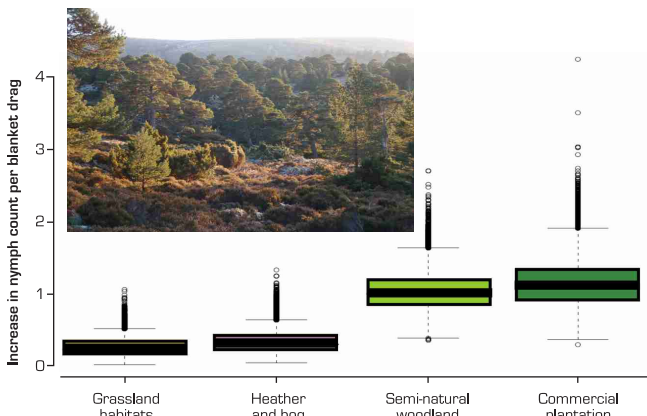 Increase in nymph count per blanket drag
4
3
2
1
0
Grassland
habitats
Heather
and bog
Semi-natural
woodland
Commercial
plantation